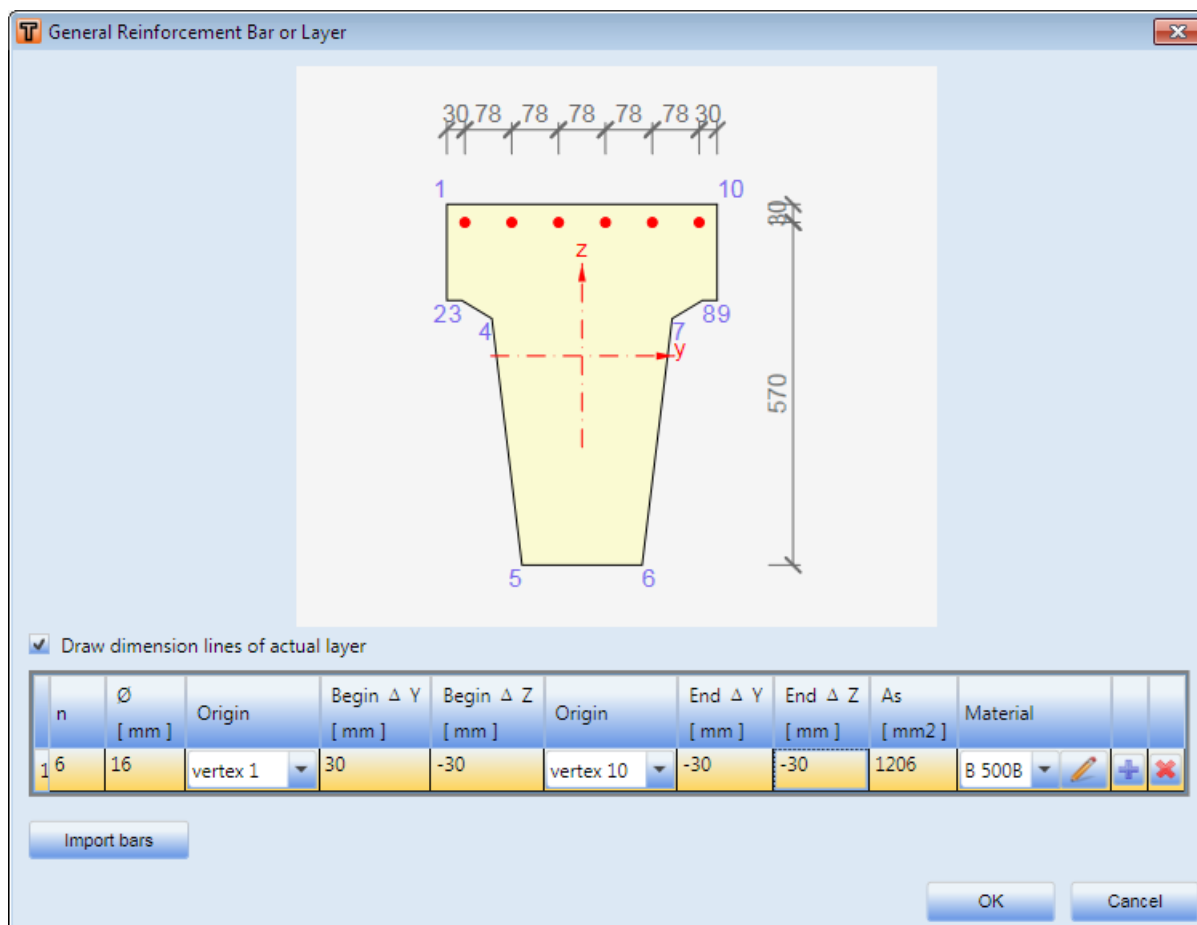 General Reinforcement Bar or Layer
30 78 78 78 78 78 30
1 10
30
z
23 89
4 7
y
570
5 6
Draw dimension lines of actual layer
n Ø [ mm ] Origin Begin Δ Y [ mm ] Begin Δ Z [ mm ] Origin End Δ Y [ mm ] End Δ Z [ mm ] As [ mm2 ] Material
1 6 16 vertex 1 30 -30 vertex 10 -30 -30 1206 B 500B
Import bars
OK Cancel